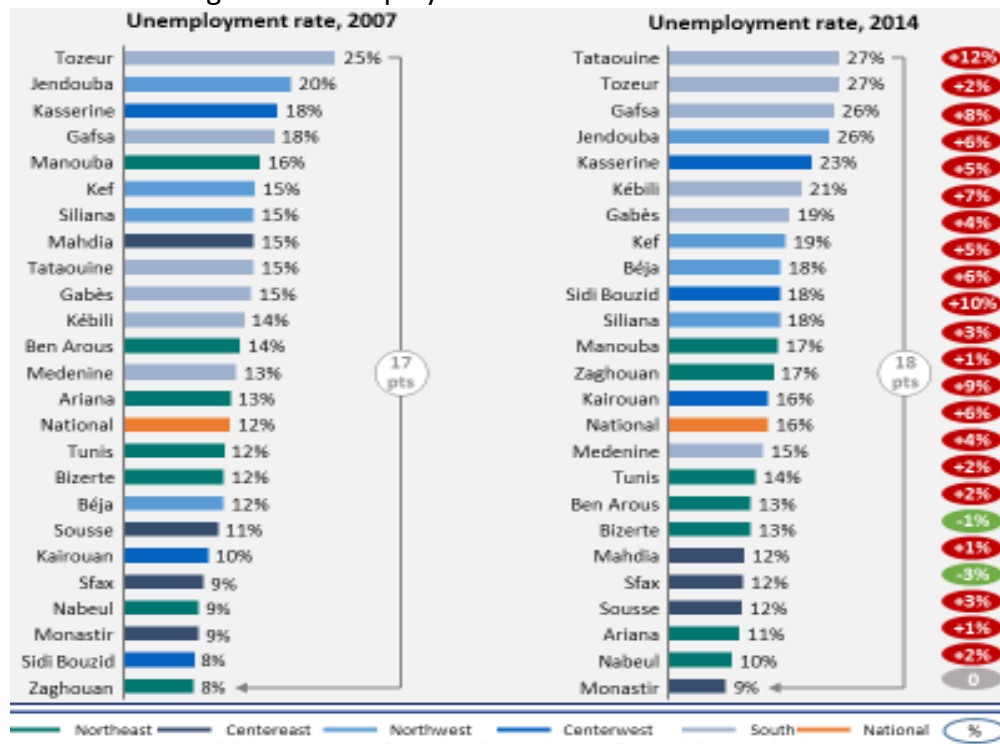 Unemployment rate, 2007
Tozeur 25%
Jendouba 20%
Kasserine 18%
Gafsa 18%
Manouba 16%
Kef 15%
Siliana 15%
Mahdia 15%
Tataouine 15%
Gabès 15%
Kébili 14%
Ben Arous 14%
Medenine 13%
Ariana 13%
National 12%
Tunis 12%
Bizerte 12%
Béja 12%
Sousse 11%
Kairouan 10%
Sfax 9%
Nabeul 9%
Monastir 9%
Sidi Bouzid 8%
Zaghouan 8%
17
pts
Unemployment rate, 2014
Tataouine 27% +12%
Tozeur 27% +2%
Gafsa 26% +8%
Jendouba 26% +6%
Kasserine 23% +5%
Kébili 21% +7%
Gabès 19% +4%
Kef 19% +5%
Béja 18% +6%
Sidi Bouzid 18% +10%
Siliana 18% +3%
Manouba 17% +1%
Zaghouan 17% +9%
Kairouan 16% +6%
National 16% +4%
Medenine 15% +2%
Tunis 14% +2%
Ben Arous 13% -1%
Bizerte 13% +1%
Mahdia 12% -3%
Sfax 12% +3%
Sousse 12% +1%
Ariana 11% +2%
Nabeul 10% 0
Monastir 9%
18
pts
Northeast Centereast Northwest Centerwest South National %